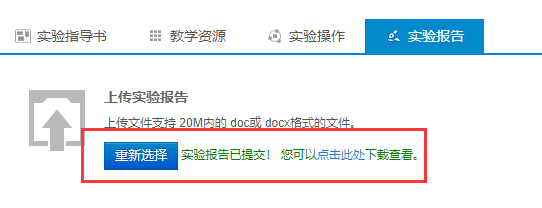 实验指导书 教学资源 实验操作 实验报告
上传实验报告
上传文件支持 20M内的 doc或 docx格式的文件。
重新选择 实验报告已提交！ 您可以点击此处下载查看。